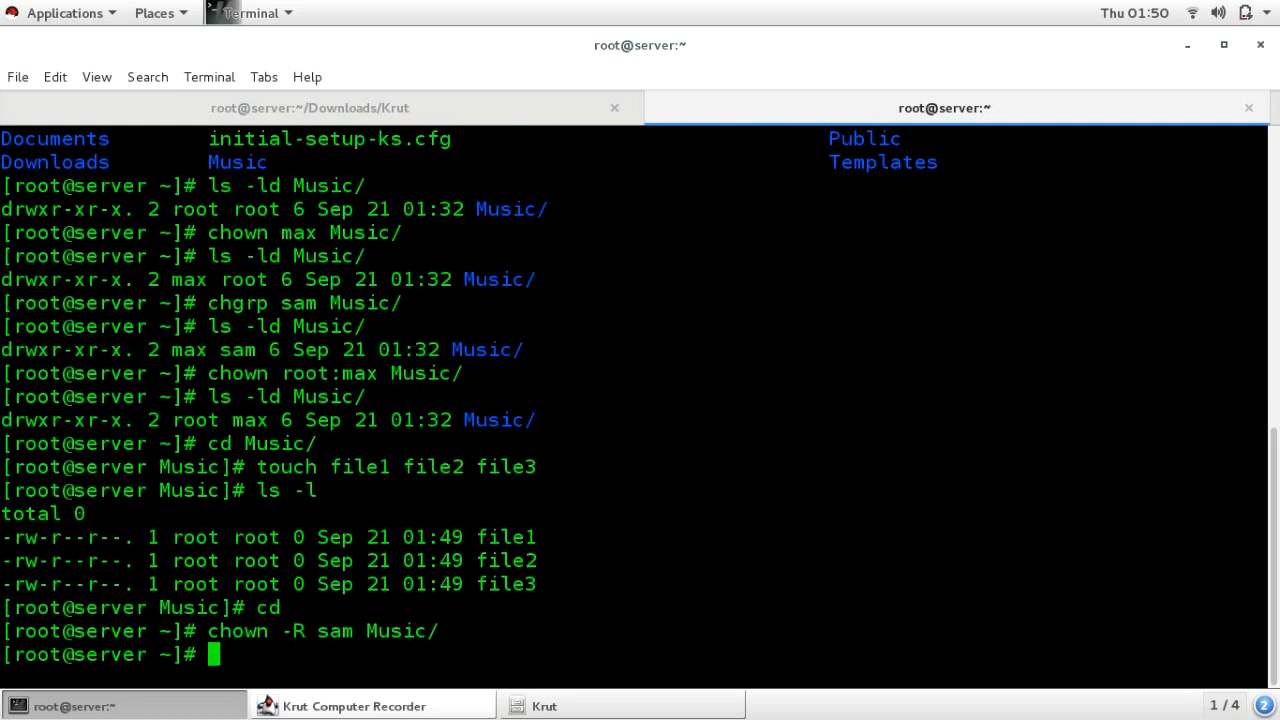 Applications Places Terminal Thu 01:50
root@server:~
File Edit View Search Terminal Tabs Help
root@server:~/Downloads/Krut × root@server:~ ×
Documents initial-setup-ks.cfg Public
Downloads Music Templates
[root@server ~]# ls -ld Music/
drwxr-xr-x. 2 root root 6 Sep 21 01:32 Music/
[root@server ~]# chown max Music/
[root@server ~]# ls -ld Music/
drwxr-xr-x. 2 max root 6 Sep 21 01:32 Music/
[root@server ~]# chgrp sam Music/
[root@server ~]# ls -ld Music/
drwxr-xr-x. 2 max sam 6 Sep 21 01:32 Music/
[root@server ~]# chown root:max Music/
[root@server ~]# ls -ld Music/
drwxr-xr-x. 2 root max 6 Sep 21 01:32 Music/
[root@server ~]# cd Music/
[root@server Music]# touch file1 file2 file3
[root@server Music]# ls -l
total 0
-rw-r--r--. 1 root root 0 Sep 21 01:49 file1
-rw-r--r--. 1 root root 0 Sep 21 01:49 file2
-rw-r--r--. 1 root root 0 Sep 21 01:49 file3
[root@server Music]# cd
[root@server ~]# chown -R sam Music/
[root@server ~]#
root@server:~ Krut Computer Recorder Krut 1 / 4 2